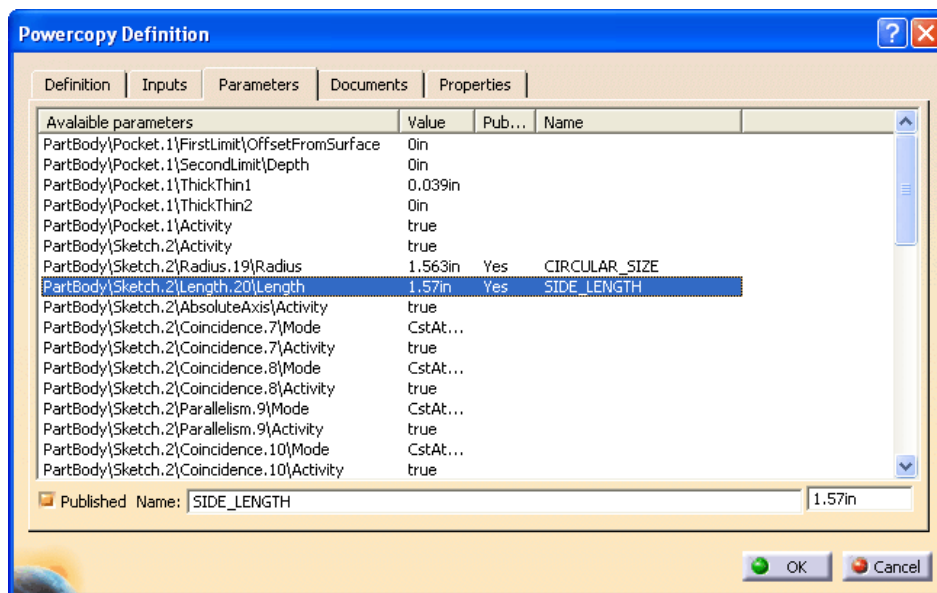 Powercopy Definition
Definition Inputs Parameters Documents Properties
Avalaible parameters Value Pub... Name
PartBody\Pocket.1\FirstLimit\OffsetFromSurface 0in
PartBody\Pocket.1\SecondLimit\Depth 0in
PartBody\Pocket.1\ThickThin1 0.039in
PartBody\Pocket.1\ThickThin2 0in
PartBody\Pocket.1\Activity true
PartBody\Sketch.2\Activity true
PartBody\Sketch.2\Radius.19\Radius 1.563in Yes CIRCULAR_SIZE
PartBody\Sketch.2\Length.20\Length 1.57in Yes SIDE_LENGTH
PartBody\Sketch.2\AbsoluteAxis\Activity true
PartBody\Sketch.2\Coincidence.7\Mode CstAt...
PartBody\Sketch.2\Coincidence.7\Activity true
PartBody\Sketch.2\Coincidence.8\Mode CstAt...
PartBody\Sketch.2\Coincidence.8\Activity true
PartBody\Sketch.2\Parallelism.9\Mode CstAt...
PartBody\Sketch.2\Parallelism.9\Activity true
PartBody\Sketch.2\Coincidence.10\Mode CstAt...
PartBody\Sketch.2\Coincidence.10\Activity true
Published Name: SIDE_LENGTH 1.57in
OK Cancel